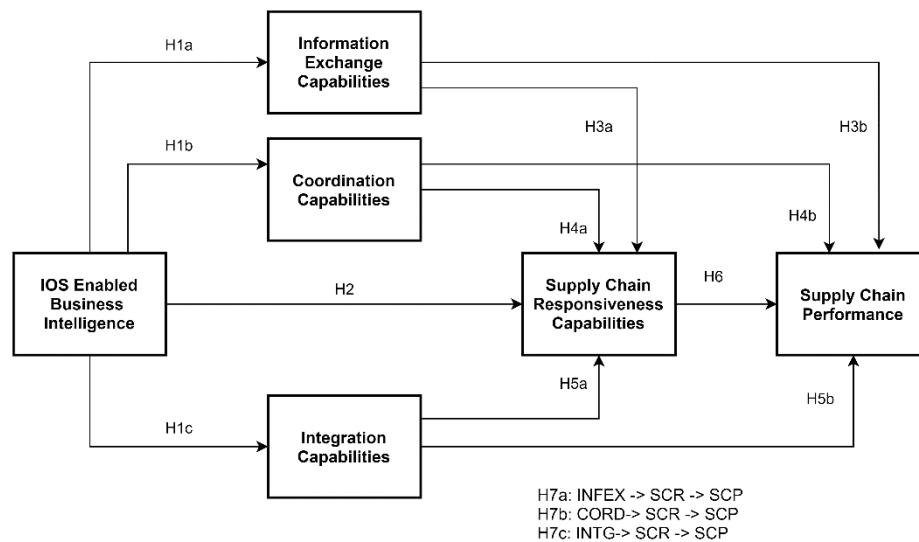 H1a
Information
Exchange
Capabilities
H3a
H3b
H1b
Coordination
Capabilities
H4a
H4b
IOS Enabled
Business
Intelligence
H2
Supply Chain
Responsiveness
Capabilities
H6
Supply Chain
Performance
H5a
H5b
H1c
Integration
Capabilities
H7a: INFEX -> SCR -> SCP
H7b: CORD-> SCR -> SCP
H7c: INTG-> SCR -> SCP